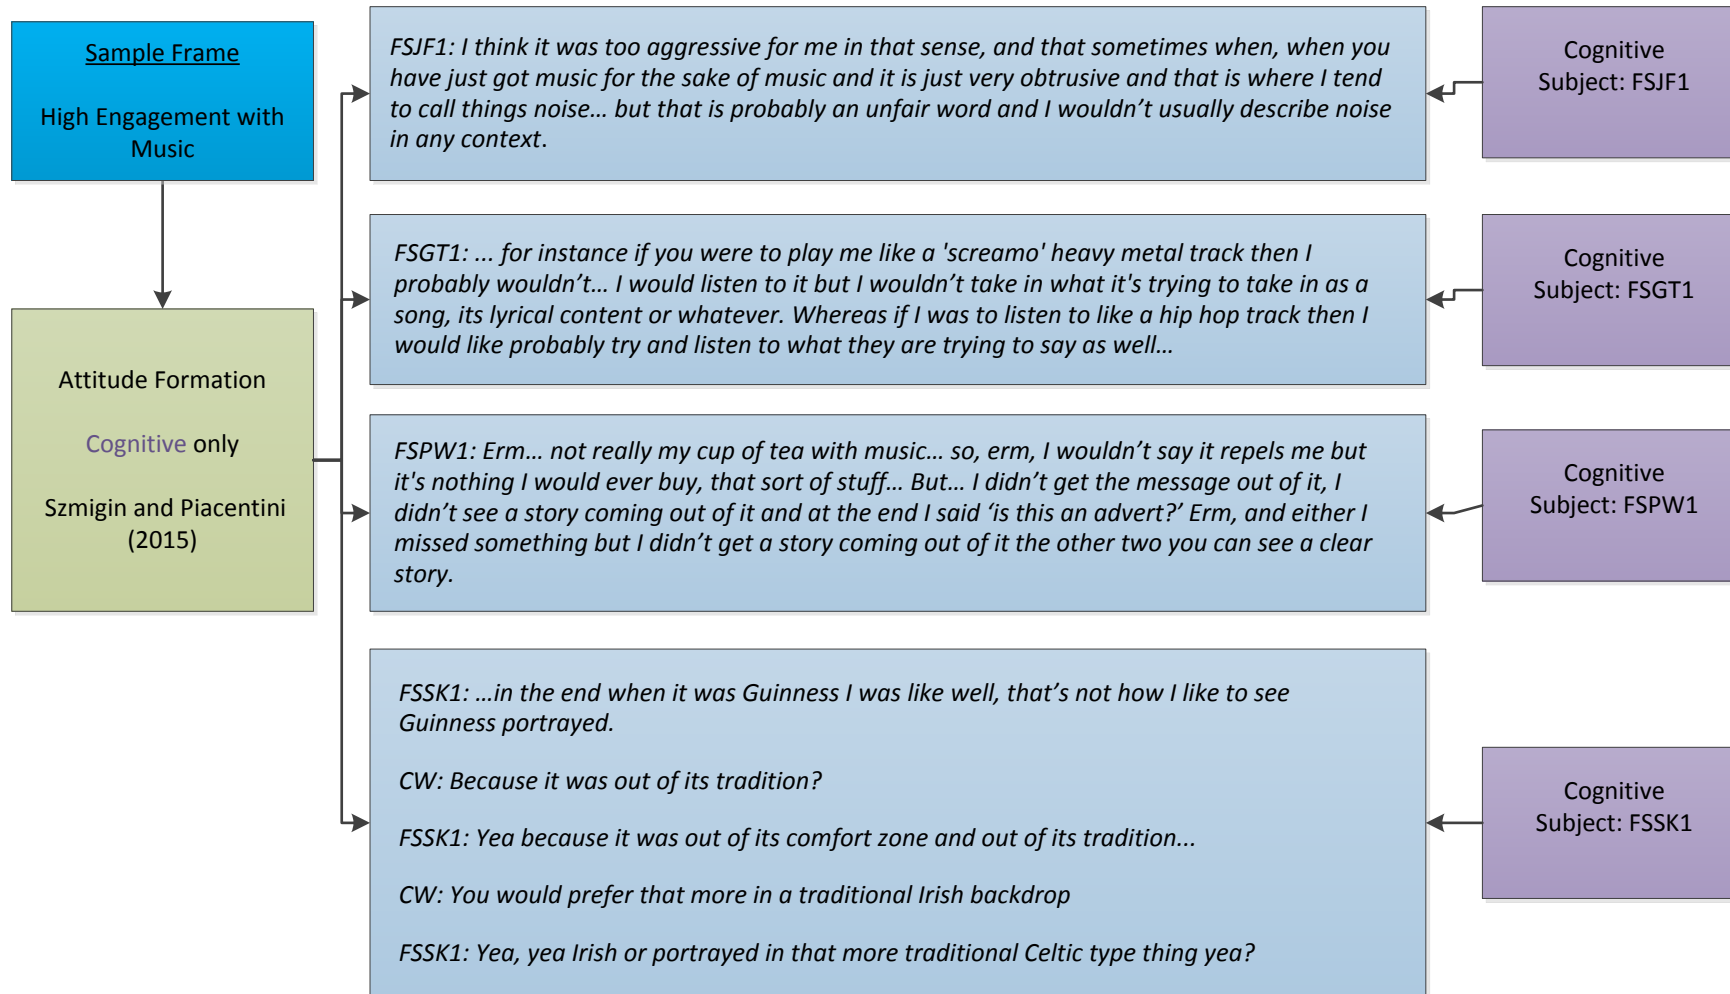 Sample Frame
High Engagement with
Music
Attitude Formation
Cognitive only
Szmigin and Piacentini
(2015)
FSJF1: I think it was too aggressive for me in that sense, and that sometimes when, when you
have just got music for the sake of music and it is just very obtrusive and that is where I tend
to call things noise… but that is probably an unfair word and I wouldn’t usually describe noise
in any context.
Cognitive
Subject: FSJF1
FSGT1: ... for instance if you were to play me like a 'screamo' heavy metal track then I
probably wouldn’t… I would listen to it but I wouldn’t take in what it's trying to take in as a
song, its lyrical content or whatever. Whereas if I was to listen to like a hip hop track then I
would like probably try and listen to what they are trying to say as well…
Cognitive
Subject: FSGT1
FSPW1: Erm… not really my cup of tea with music… so, erm, I wouldn’t say it repels me but
it's nothing I would ever buy, that sort of stuff… But… I didn’t get the message out of it, I
didn’t see a story coming out of it and at the end I said ‘is this an advert?’ Erm, and either I
missed something but I didn’t get a story coming out of it the other two you can see a clear
story.
Cognitive
Subject: FSPW1
FSSK1: …in the end when it was Guinness I was like well, that’s not how I like to see
Guinness portrayed.
CW: Because it was out of its tradition?
FSSK1: Yea because it was out of its comfort zone and out of its tradition...
CW: You would prefer that more in a traditional Irish backdrop
FSSK1: Yea, yea Irish or portrayed in that more traditional Celtic type thing yea?
Cognitive
Subject: FSSK1